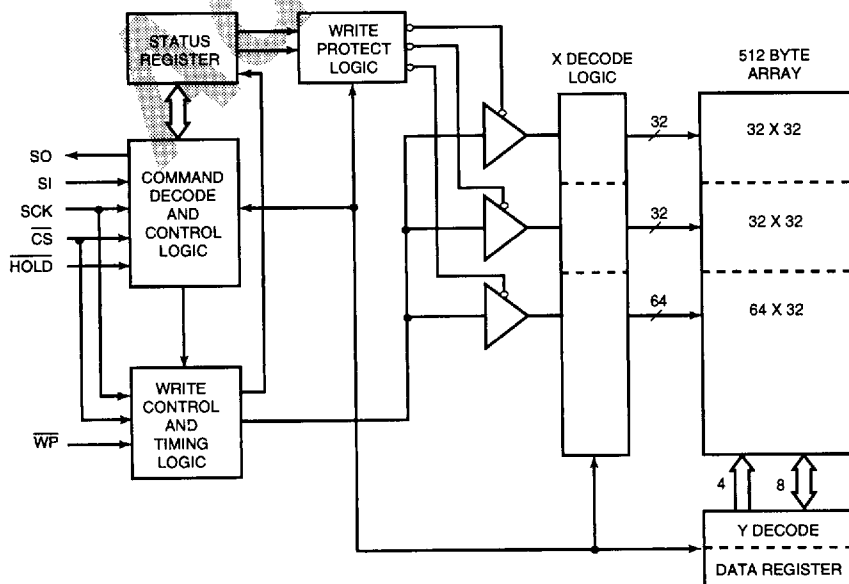 STATUS
REGISTER
WRITE
PROTECT
LOGIC
X DECODE
LOGIC
512 BYTE
ARRAY
SO
SI
SCK
CS
HOLD
WP
COMMAND
DECODE
AND
CONTROL
LOGIC
WRITE
CONTROL
AND
TIMING
LOGIC
32
32
64
32 X 32
32 X 32
64 X 32
4
8
Y DECODE
DATA REGISTER